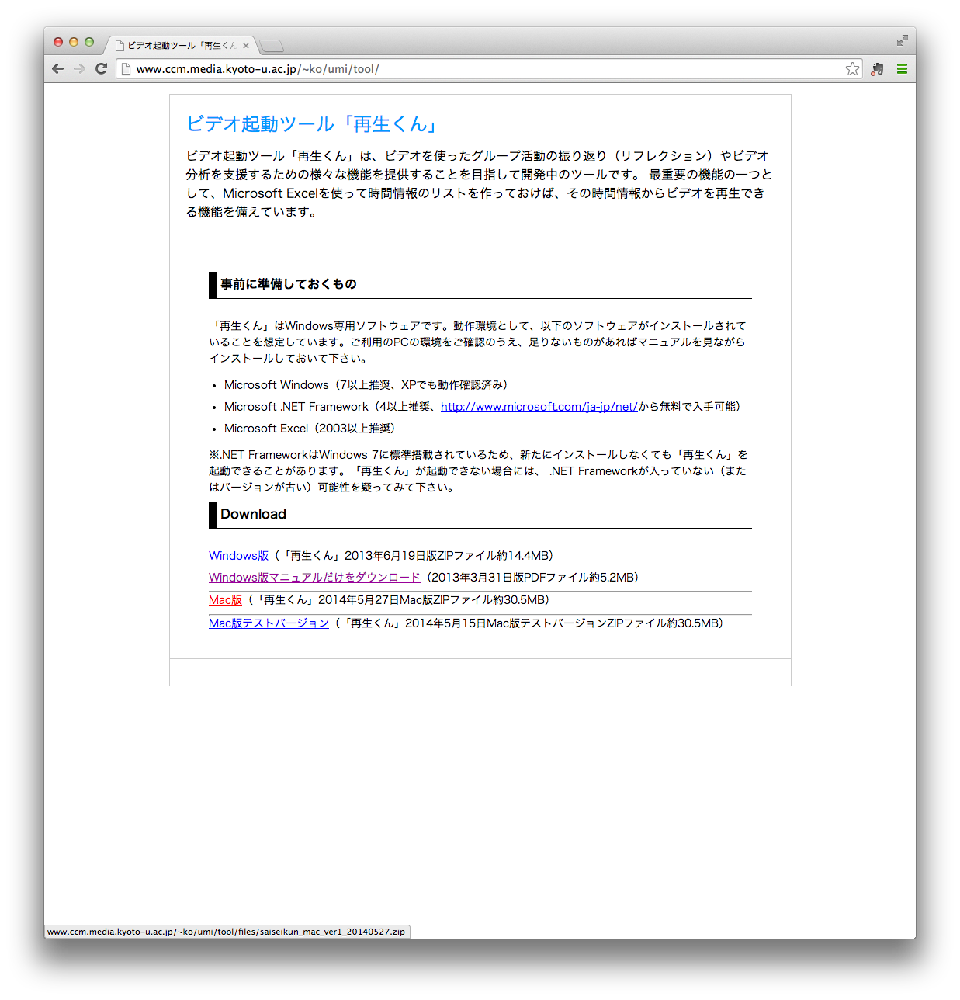 ビデオ起動ツール「再生くん
www.ccm.media.kyoto-u.ac.jp/~ko/umi/tool/
ビデオ起動ツール「再生くん」
ビデオ起動ツール「再生くん」は、ビデオを使ったグループ活動の振り返り（リフレクション）やビデオ
分析を支援するための様々な機能を提供することを目指して開発中のツールです。 最重要の機能の一つと
して、Microsoft Excelを使って時間情報のリストを作っておけば、その時間情報からビデオを再生でき
る機能を備えています。
事前に準備しておくもの
「再生くん」はWindows専用ソフトウェアです。動作環境として、以下のソフトウェアがインストールされて
いることを想定しています。ご利用のPCの環境をご確認のうえ、足りないものがあればマニュアルを見ながら
インストールしておいて下さい。
• Microsoft Windows（7以上推奨、XPでも動作確認済み）
• Microsoft .NET Framework（4以上推奨、http://www.microsoft.com/ja-jp/net/から無料で入手可能）
• Microsoft Excel（2003以上推奨）
※.NET FrameworkはWindows 7に標準搭載されているため、新たにインストールしなくても「再生くん」を
起動できることがあります。「再生くん」が起動できない場合には、 .NET Frameworkが入っていない（また
はバージョンが古い）可能性を疑ってみて下さい。
Download
Windows版（「再生くん」2013年6月19日版ZIPファイル約14.4MB）
Windows版マニュアルだけをダウンロード（2013年3月31日版PDFファイル約5.2MB）
Mac版（「再生くん」2014年5月27日Mac版ZIPファイル約30.5MB）
Mac版テストバージョン（「再生くん」2014年5月15日Mac版テストバージョンZIPファイル約30.5MB）
www.ccm.media.kyoto-u.ac.jp/~ko/umi/tool/files/saiseikun_mac_ver1_20140527.zip